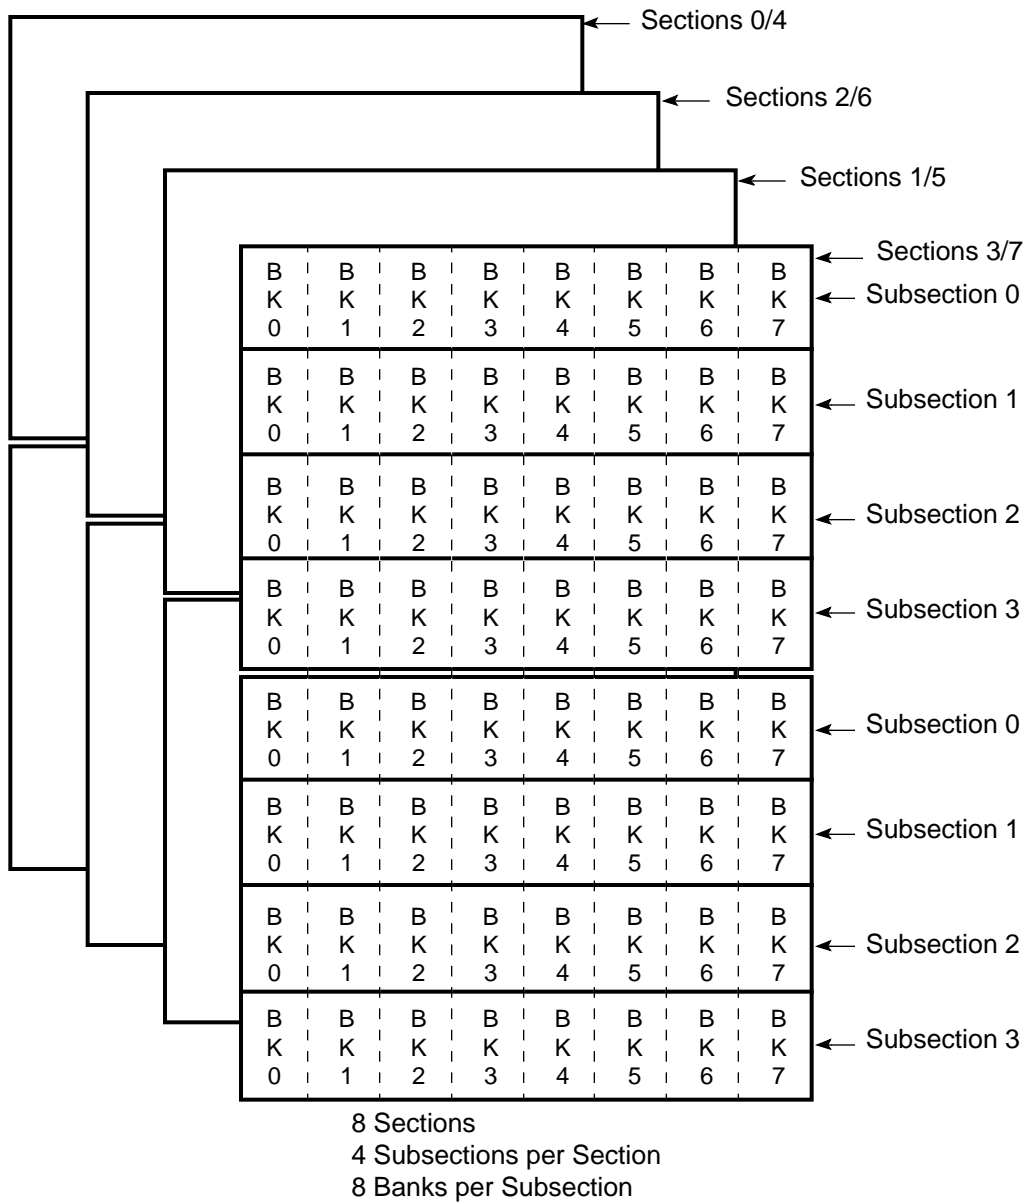 Sections 0/4
Sections 2/6
Sections 1/5
Sections 3/7
B B B B B B B B
K K K K K K K K
0 1 2 3 4 5 6 7
Subsection 0
B B B B B B B B
K K K K K K K K
0 1 2 3 4 5 6 7
Subsection 1
B B B B B B B B
K K K K K K K K
0 1 2 3 4 5 6 7
Subsection 2
B B B B B B B B
K K K K K K K K
0 1 2 3 4 5 6 7
Subsection 3
B B B B B B B B
K K K K K K K K
0 1 2 3 4 5 6 7
Subsection 0
B B B B B B B B
K K K K K K K K
0 1 2 3 4 5 6 7
Subsection 1
B B B B B B B B
K K K K K K K K
0 1 2 3 4 5 6 7
Subsection 2
B B B B B B B B
K K K K K K K K
0 1 2 3 4 5 6 7
Subsection 3
8 Sections
4 Subsections per Section
8 Banks per Subsection